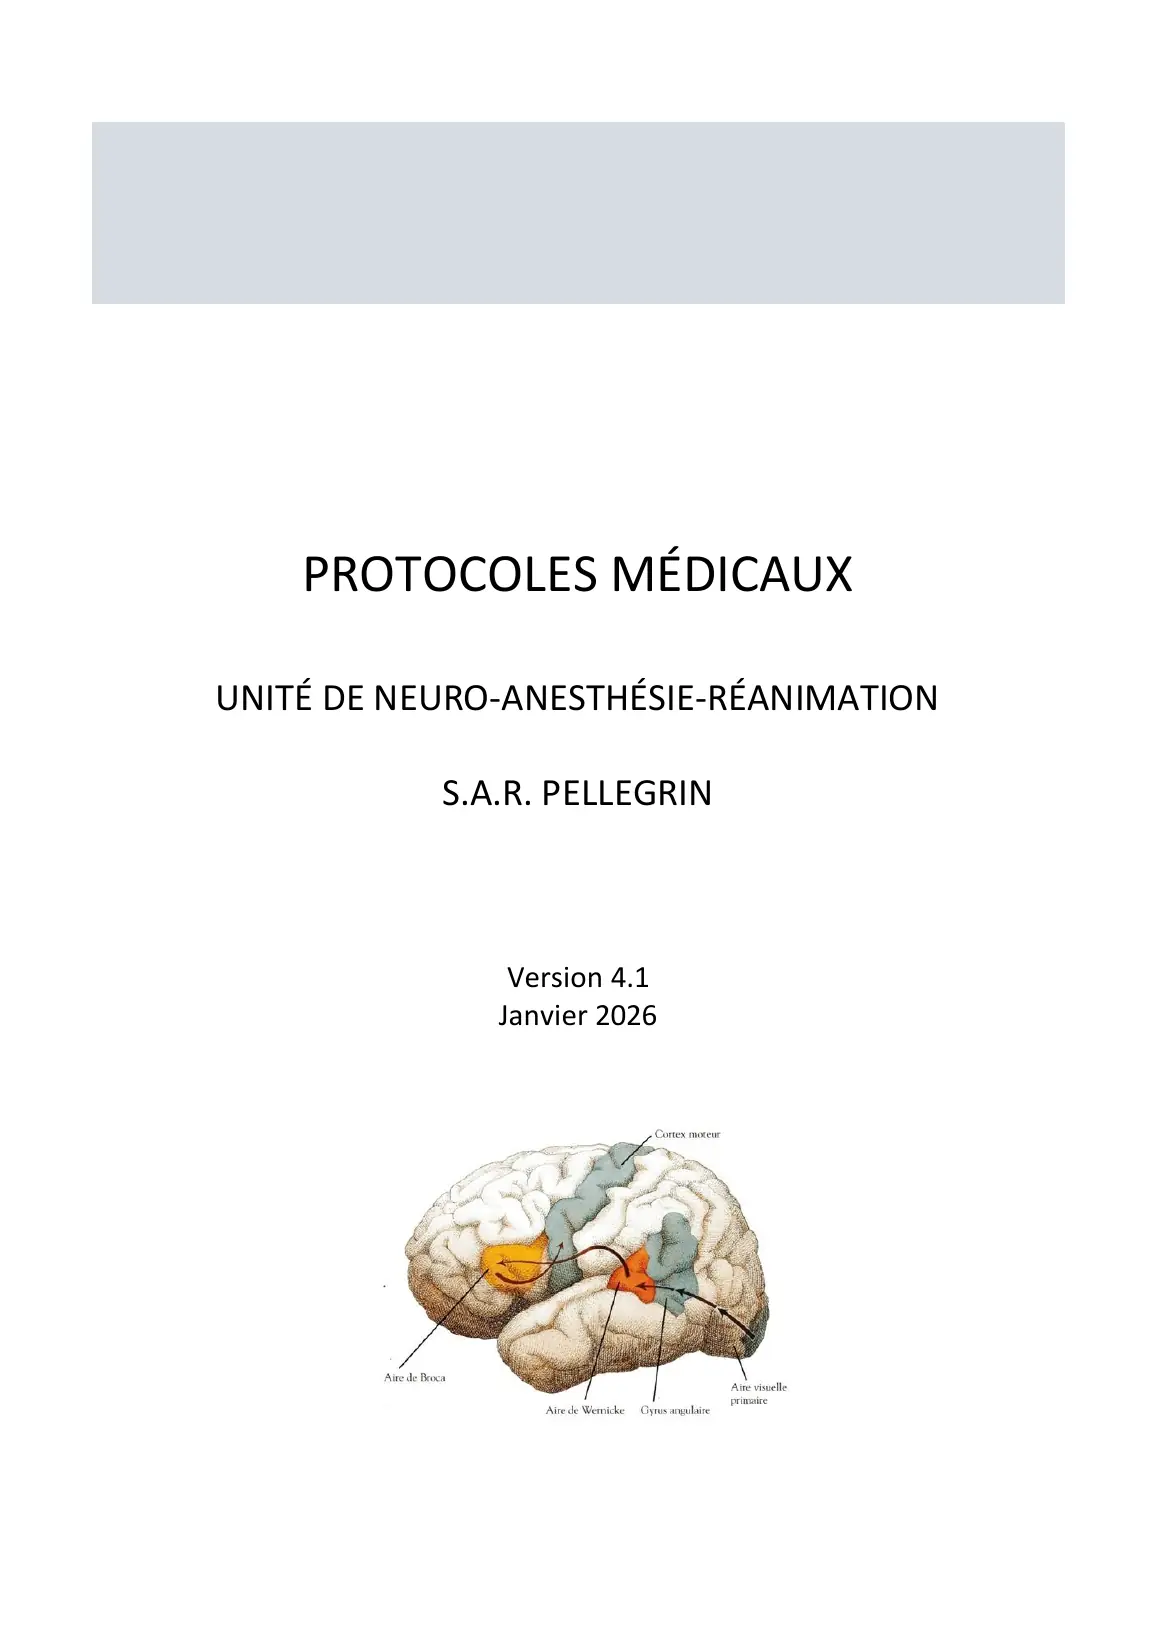 PROTOCOLES MÉDICAUX
UNITÉ DE NEURO-ANESTHÉSIE-RÉANIMATION
S.A.R. PELLEGRIN
Version 4.1
Janvier 2026
Cortex moteur
Aire de Broca
Aire de Wernicke
Gyrus angulaire
Aire visuelle
primaire